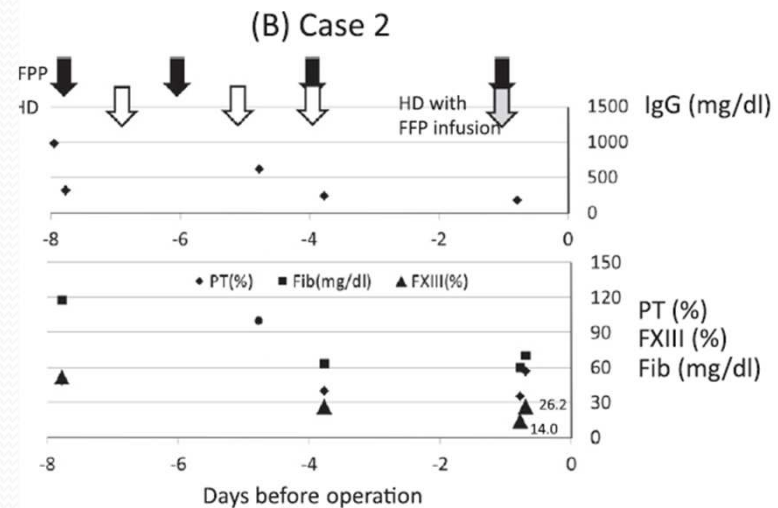 (B) Case 2
FPP
HD
HD with
FFP infusion
1500 IgG (mg/dl)
1000
500
0
-8 -6 -4 -2 0
150
PT(%) Fib(mg/dl) FXIII(%)
120
PT (%)
90
FXIII (%)
60
Fib (mg/dl)
30
26.2
14.0
0
-8 -6 -4 -2 0
Days before operation